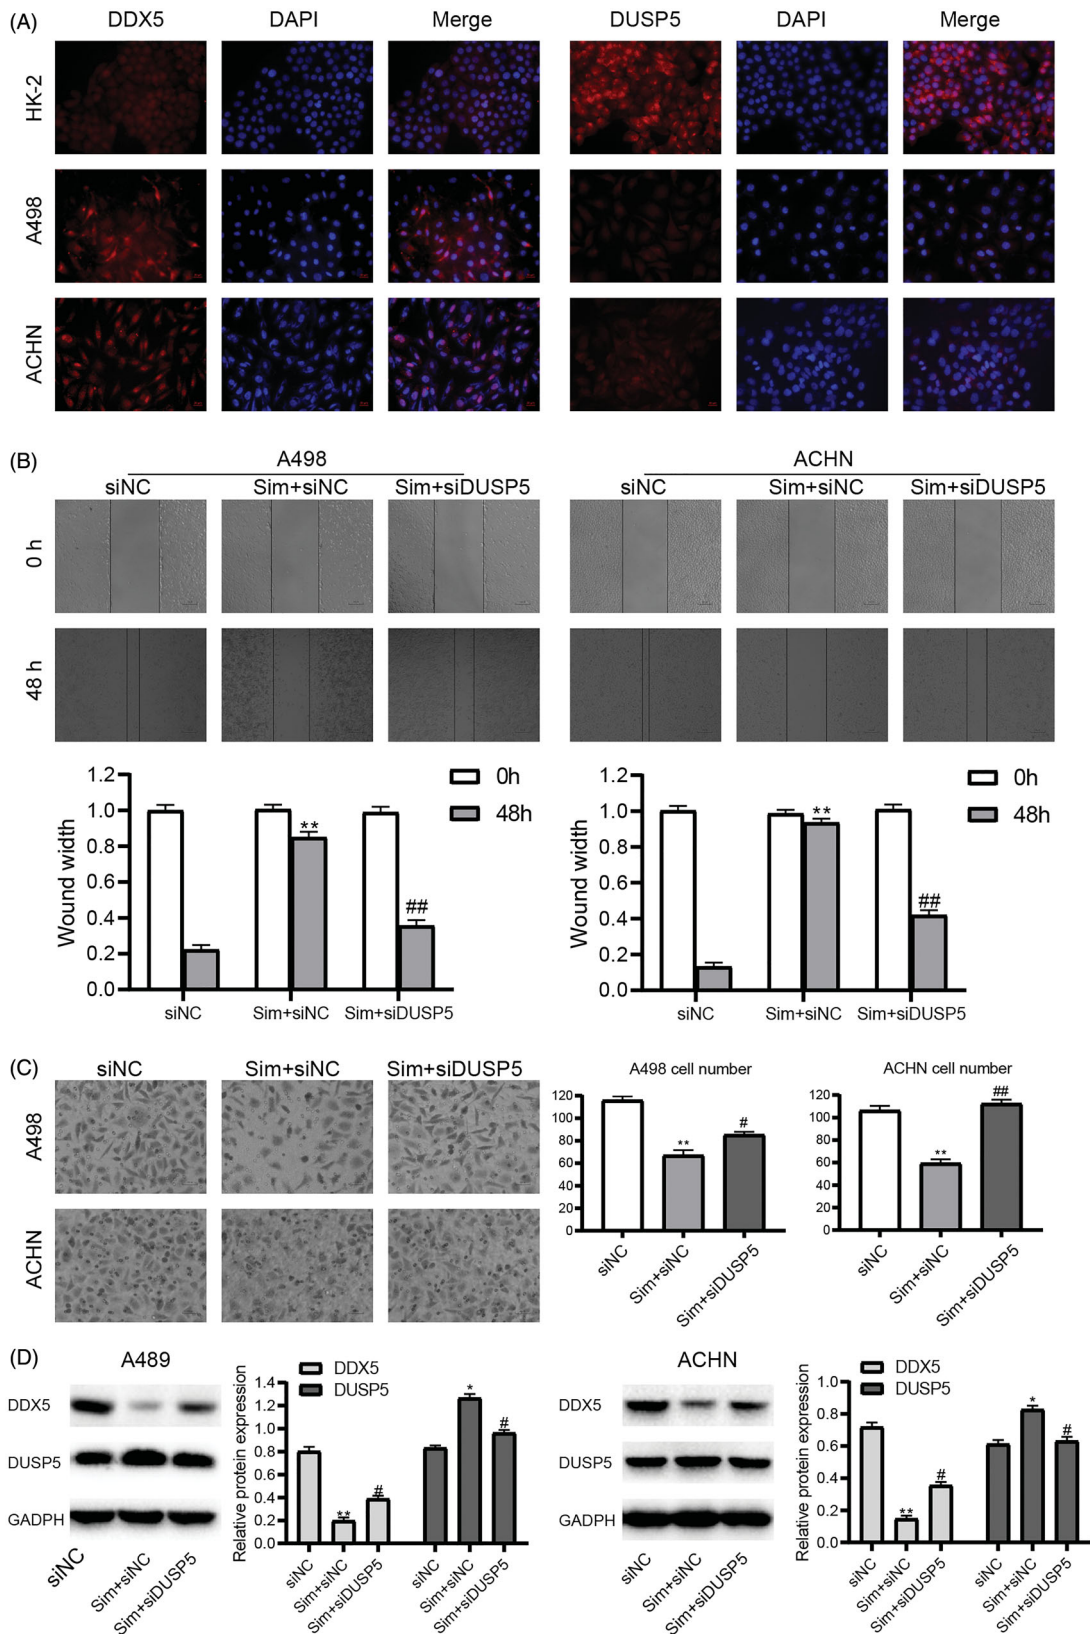 (A)
DDX5 DAPI Merge DUSP5 DAPI Merge
HK-2
A498
ACHN
(B)
A498 ACHN
siNC Sim+siNC Sim+siDUSP5 siNC Sim+siNC Sim+siDUSP5
0 h
48 h
Wound width
1.2
1.0
0.8
0.6
0.4
0.2
0.0
**
##
0h
48h
siNC Sim+siNC Sim+siDUSP5
Wound width
1.2
1.0
0.8
0.6
0.4
0.2
0.0
**
##
0h
48h
siNC Sim+siNC Sim+siDUSP5
(C)
siNC Sim+siNC Sim+siDUSP5
A498
ACHN
A498 cell number
120
100
80
60
40
20
0
**
#
siNC Sim+siNC Sim+siDUSP5
ACHN cell number
120
100
80
60
40
20
0
**
##
siNC Sim+siNC Sim+siDUSP5
(D)
A489
DDX5
DUSP5
GADPH
siNC Sim+siNC Sim+siDUSP5
Relative protein expression
DDX5
DUSP5
1.4
1.2
0.8
0.6
0.4
0.2
0.0
**
#
*
#
siNC Sim+siNC Sim+siDUSP5 siNC Sim+siNC Sim+siDUSP5
ACHN
DDX5
DUSP5
GADPH
siNC Sim+siNC Sim+siDUSP5
Relative protein expression
DDX5
DUSP5
1.0
0.8
0.6
0.4
0.2
0.0
**
#
*
#
siNC Sim+siNC Sim+siDUSP5 siNC Sim+siNC Sim+siDUSP5